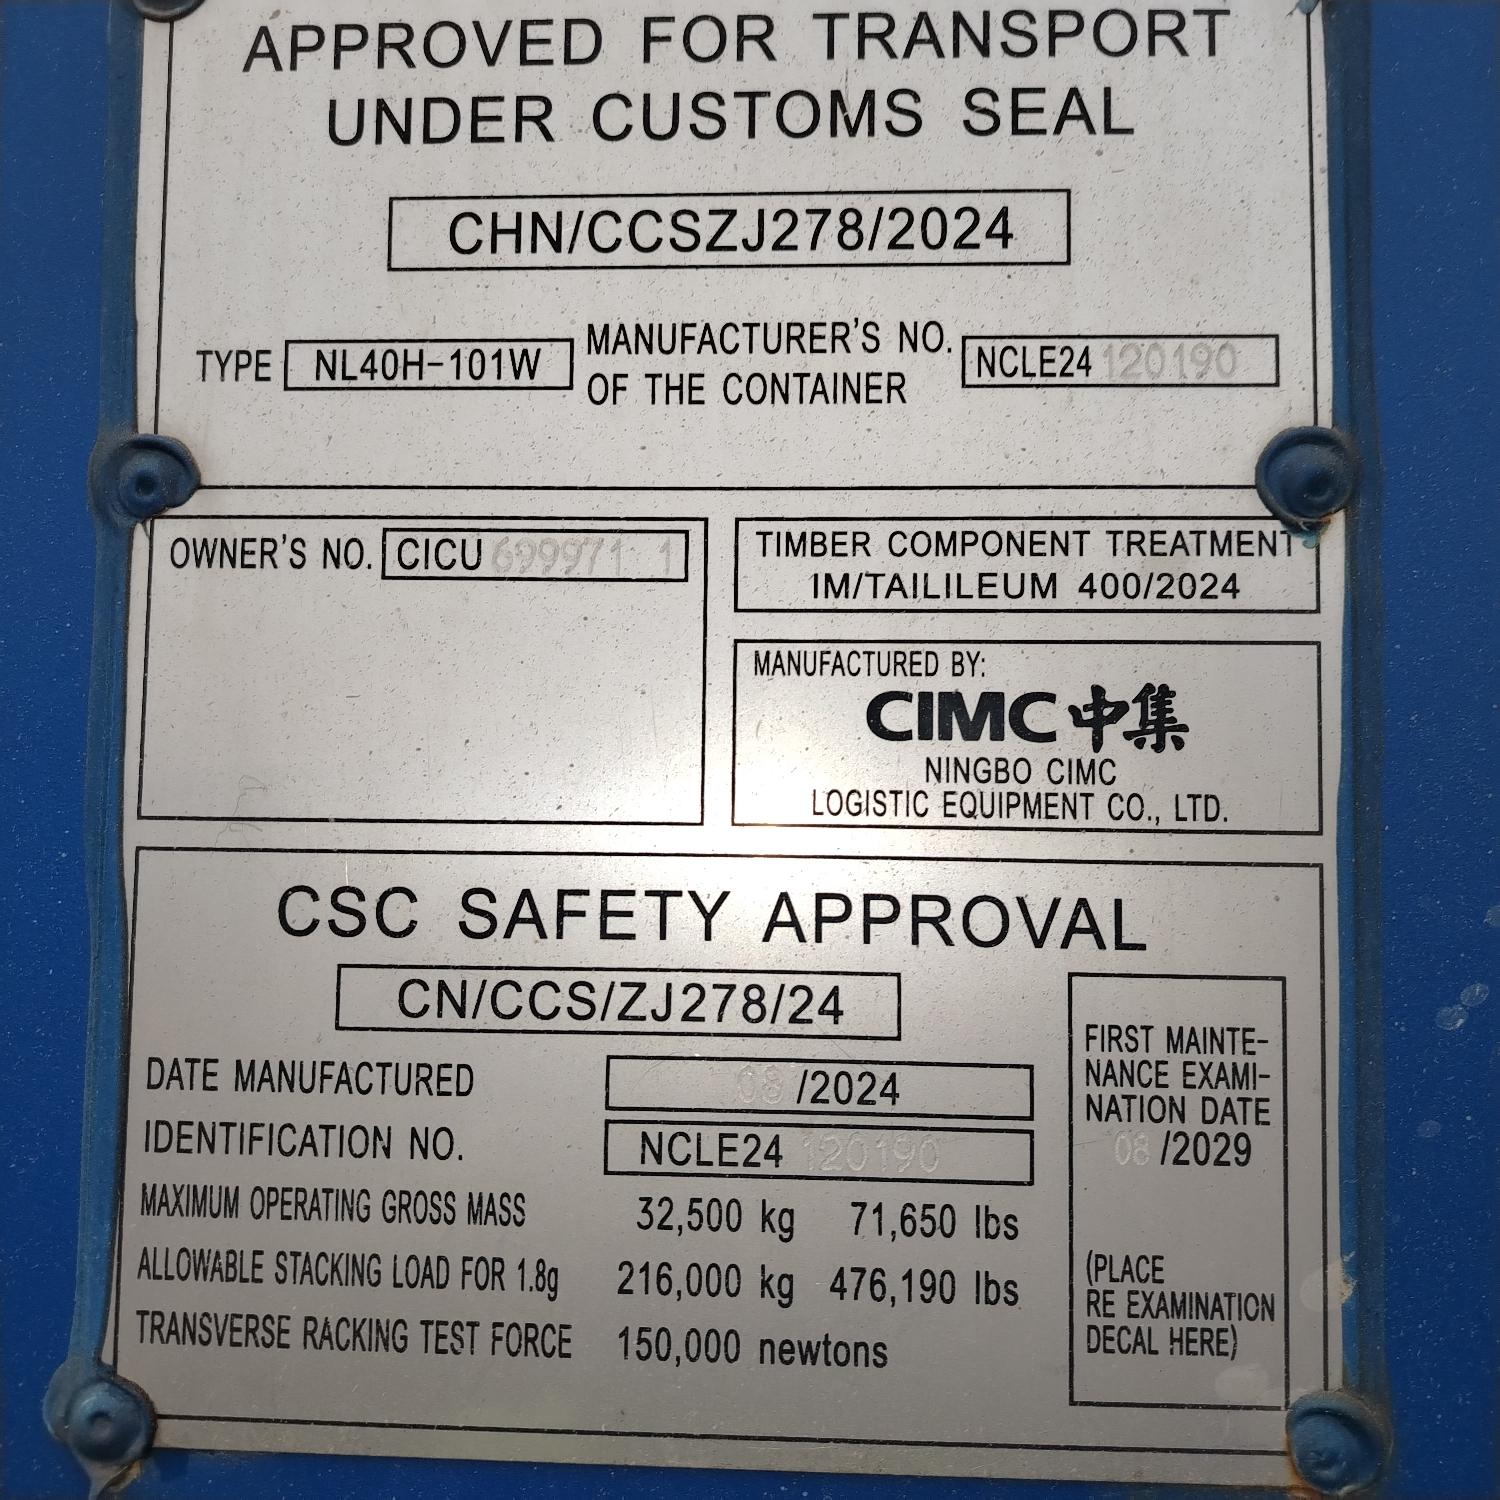 APPROVED FOR TRANSPORT
UNDER CUSTOMS SEAL
CHN/CCSZJ278/2024
TYPE NL40H-101W
MANUFACTURER'S NO.
OF THE CONTAINER
NCLE24 120190
OWNER'S NO. CICU 699971 1
TIMBER COMPONENT TREATMENT
IM/TAILILEUM 400/2024
MANUFACTURED BY:
CIMC 中集
NINGBO CIMC
LOGISTIC EQUIPMENT CO., LTD.
CSC SAFETY APPROVAL
CN/CCS/ZJ278/24
DATE MANUFACTURED 08 /2024
IDENTIFICATION NO. NCLE24 120190
MAXIMUM OPERATING GROSS MASS 32,500 kg 71,650 lbs
ALLOWABLE STACKING LOAD FOR 1.8g 216,000 kg 476,190 lbs
TRANSVERSE RACKING TEST FORCE 150,000 newtons
FIRST MAINTE-
NANCE EXAMI-
NATION DATE
08 /2029
(PLACE
RE EXAMINATION
DECAL HERE)